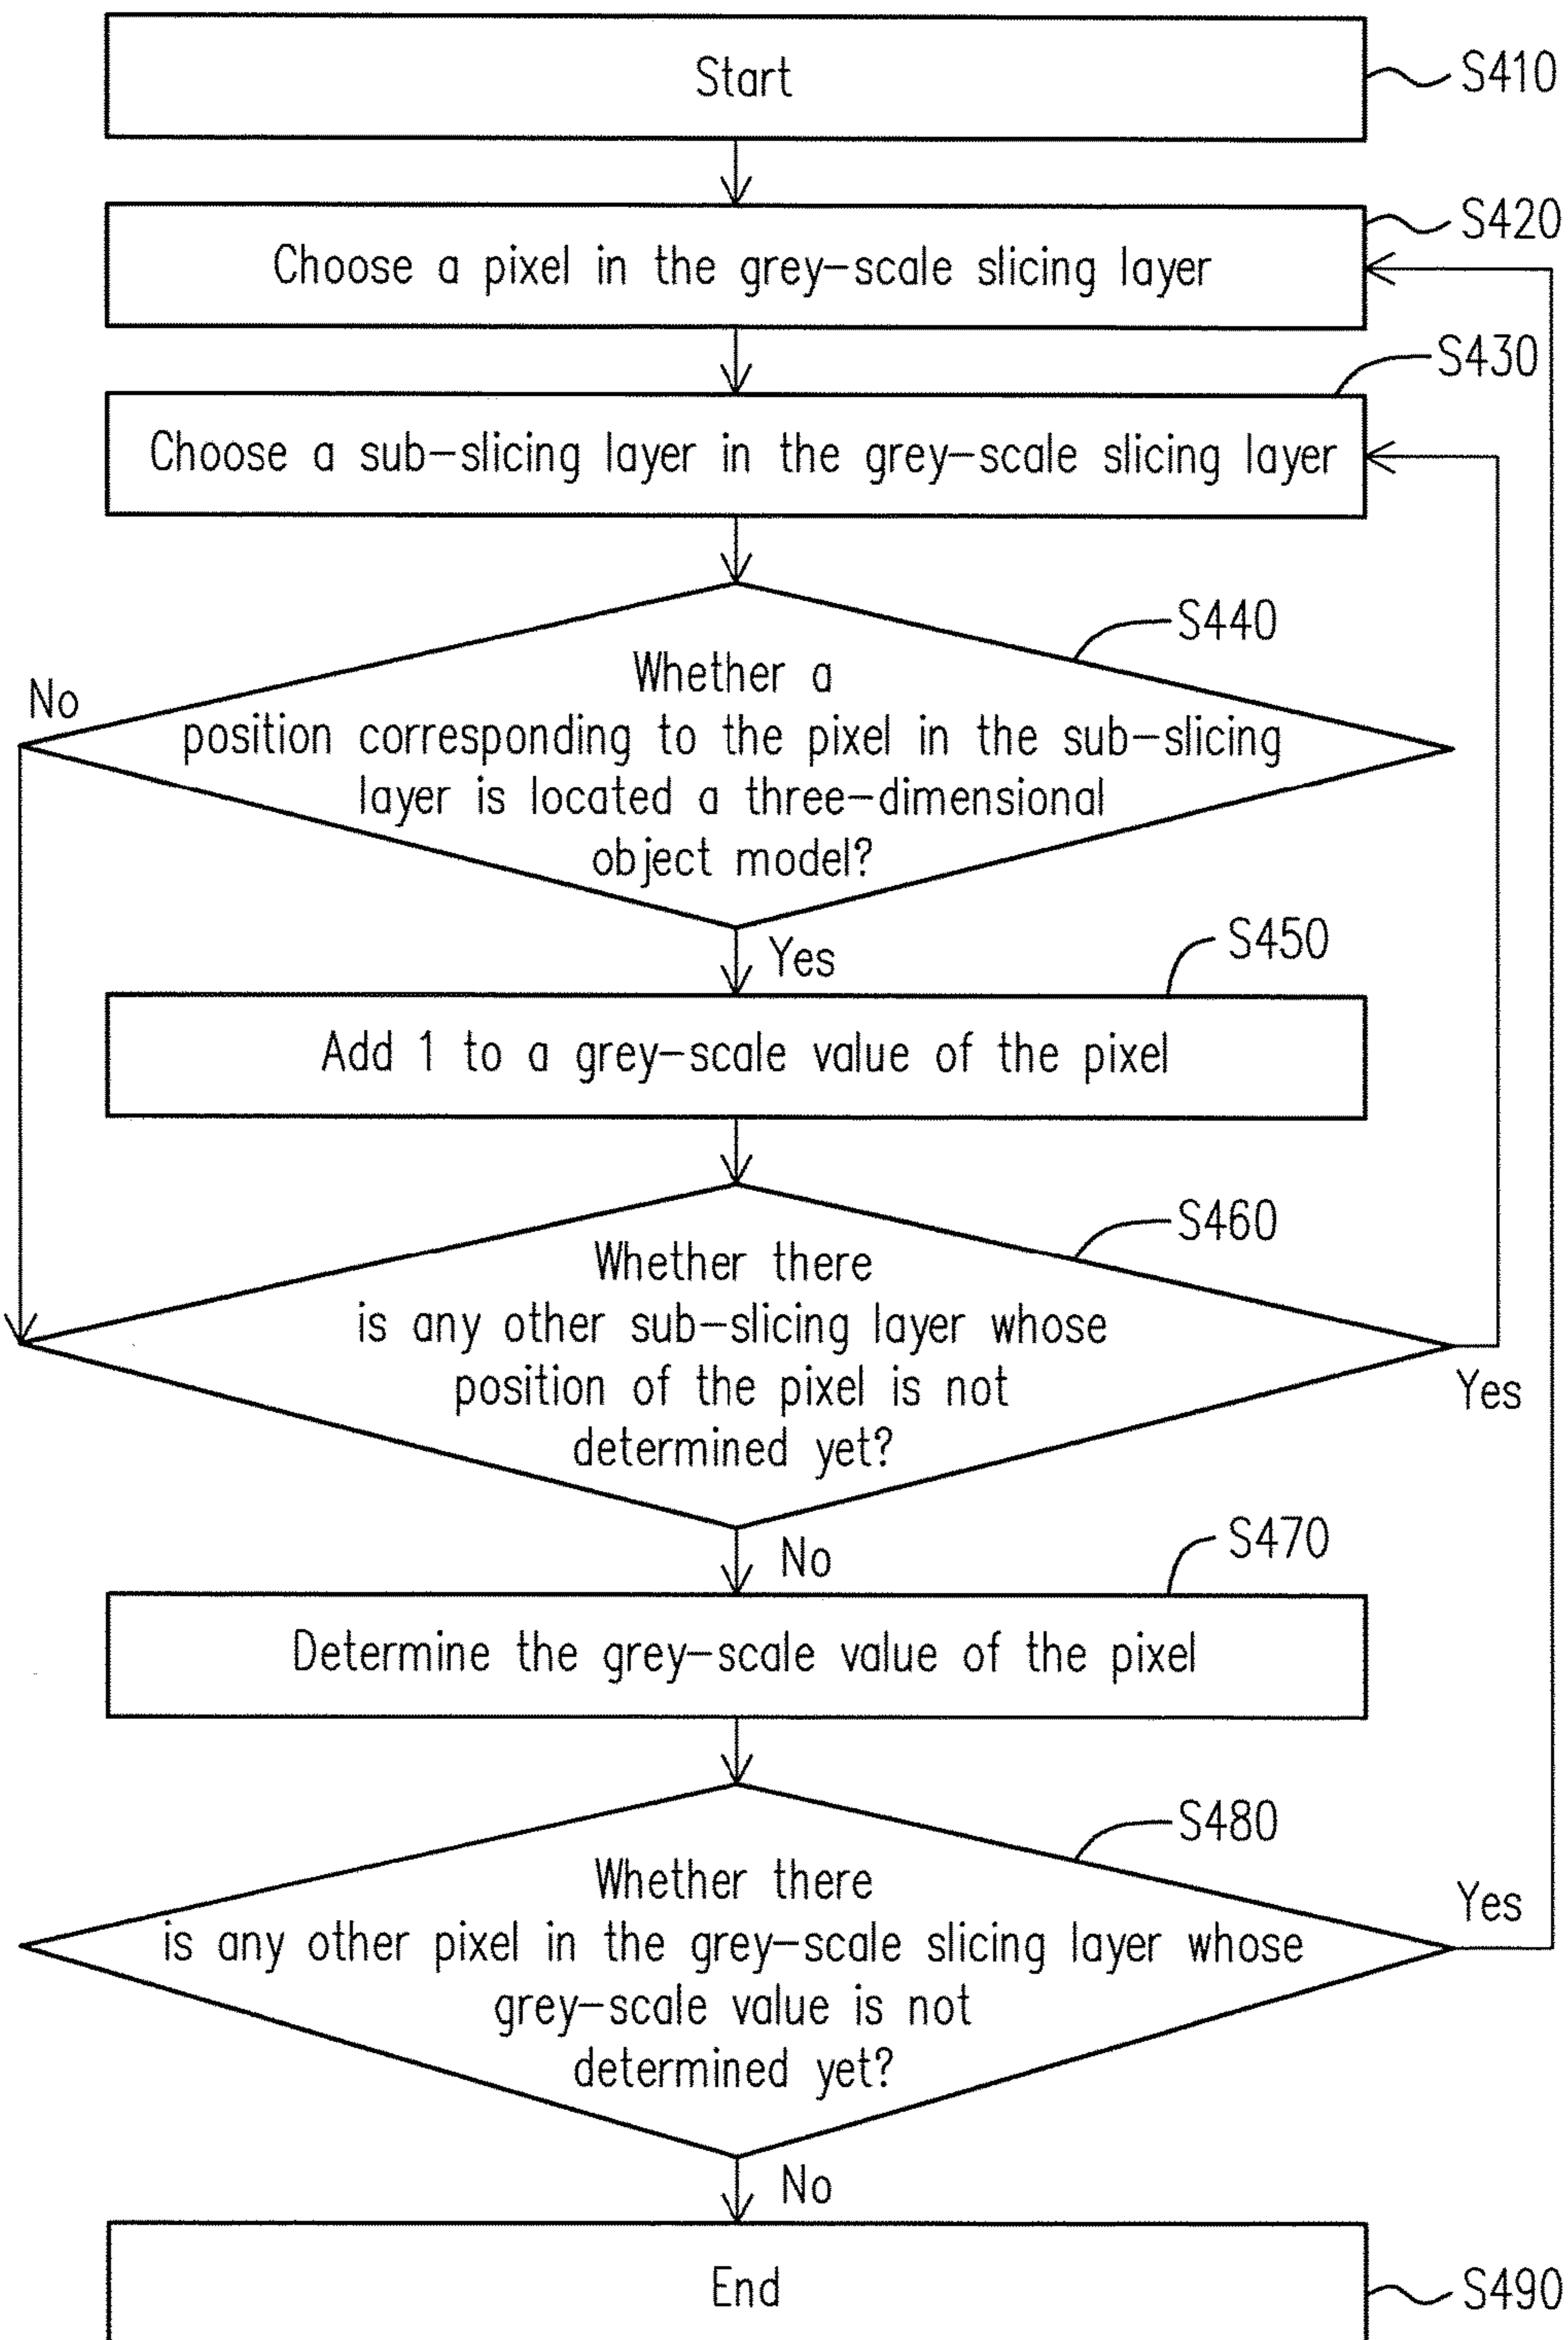 Start
S410
S420
Choose a pixel in the grey-scale slicing layer
S430
Choose a sub-slicing layer in the grey-scale slicing layer
S440
No
Whether a
position corresponding to the pixel in the sub-slicing
layer is located a three-dimensional
object model?
Yes
S450
Add 1 to a grey-scale value of the pixel
S460
Whether there
is any other sub-slicing layer whose
position of the pixel is not
determined yet?
Yes
No
S470
Determine the grey-scale value of the pixel
S480
Whether there
is any other pixel in the grey-scale slicing layer whose
grey-scale value is not
determined yet?
Yes
No
End
S490